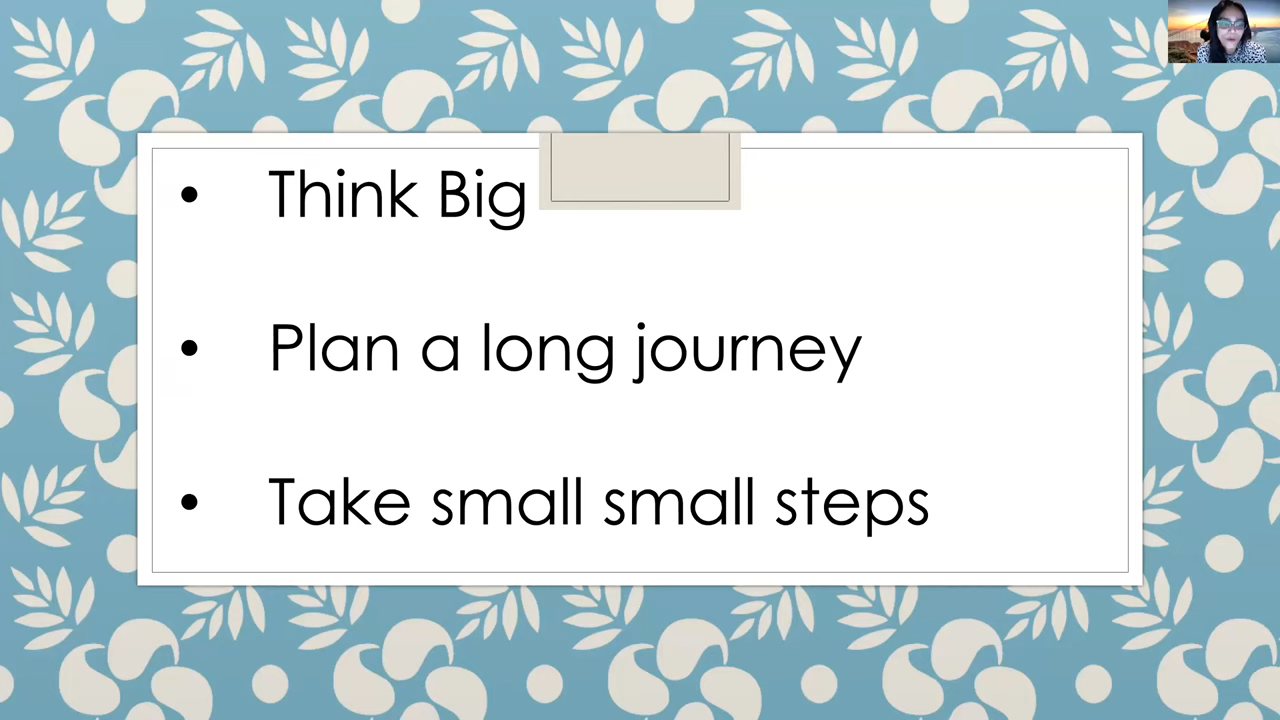 • Think Big
• Plan a long journey
• Take small small steps